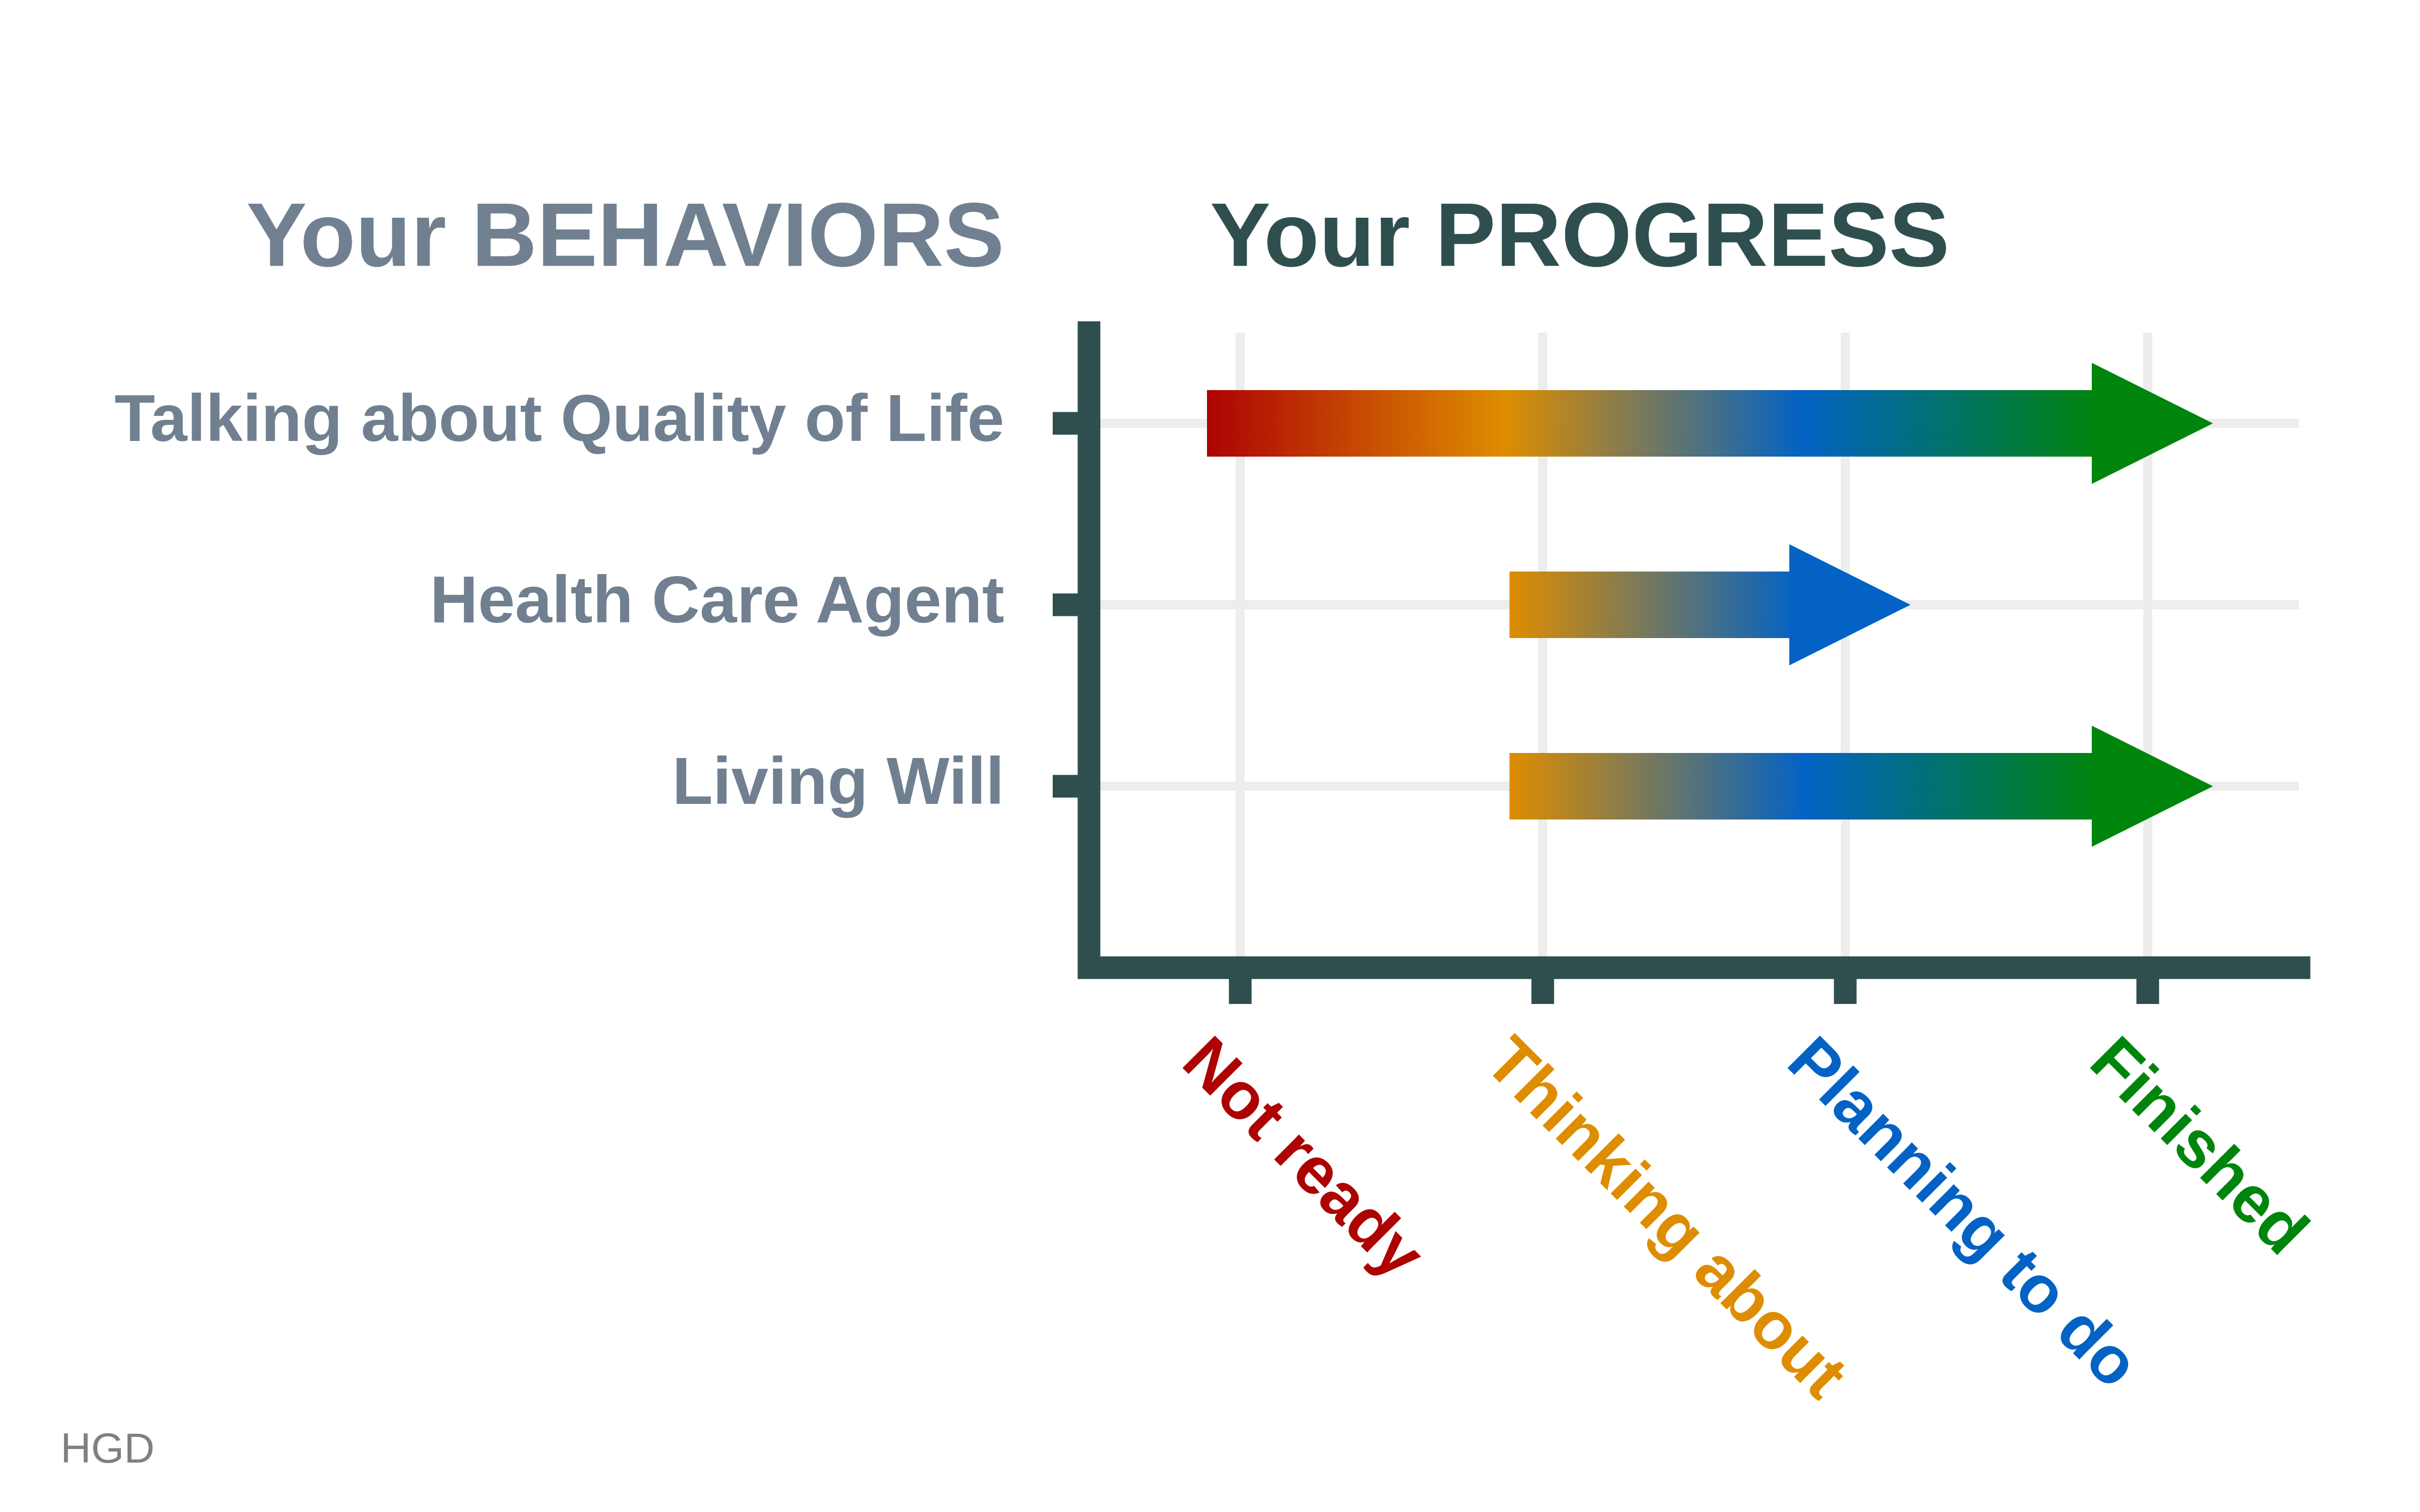 Your BEHAVIORS
Your PROGRESS
Talking about Quality of Life
Health Care Agent
Living Will
Not ready
Thinking about
Planning to do
Finished
HGD